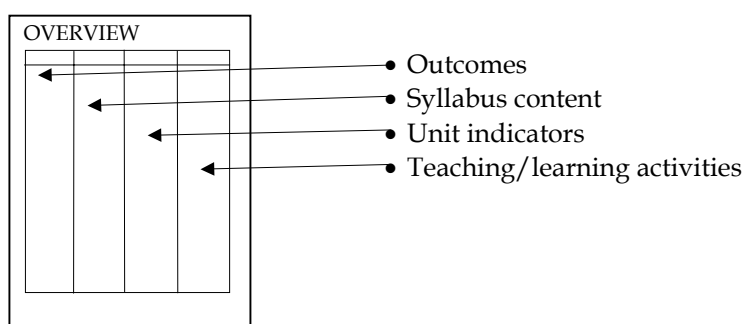 OVERVIEW
• Outcomes
• Syllabus content
• Unit indicators
• Teaching/learning activities